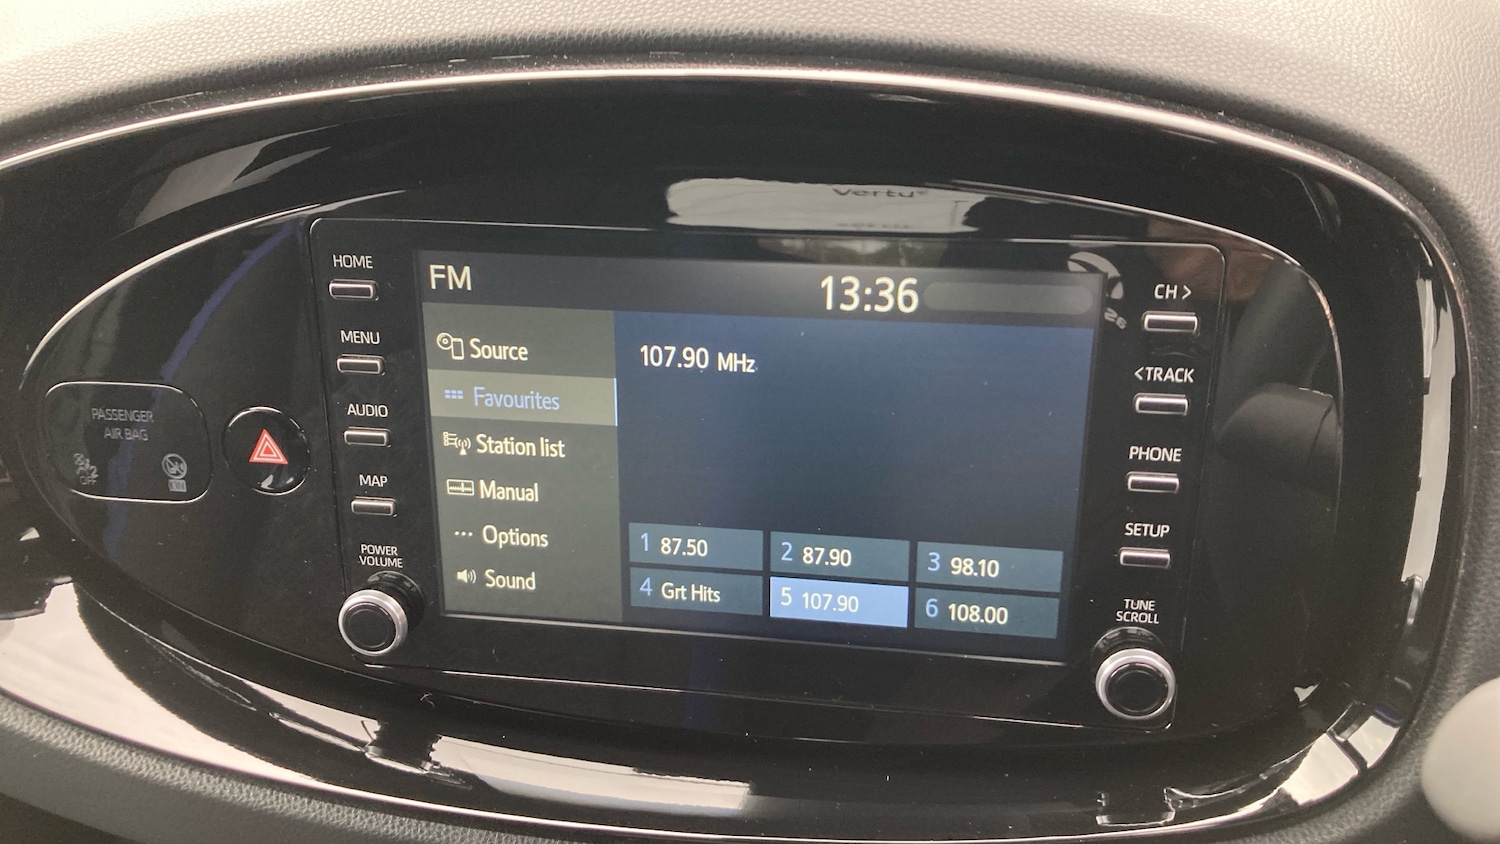 Vertu
HOME
MENU
AUDIO
MAP
POWER
VOLUME
PASSENGER
AIR BAG
OFF
FM
13:36
Source
Favourites
Station list
Manual
Options
Sound
107.90 MHz
1 87.50
2 87.90
3 98.10
4 Grt Hits
5 107.90
6 108.00
CH >
<TRACK
PHONE
SETUP
TUNE
SCROLL